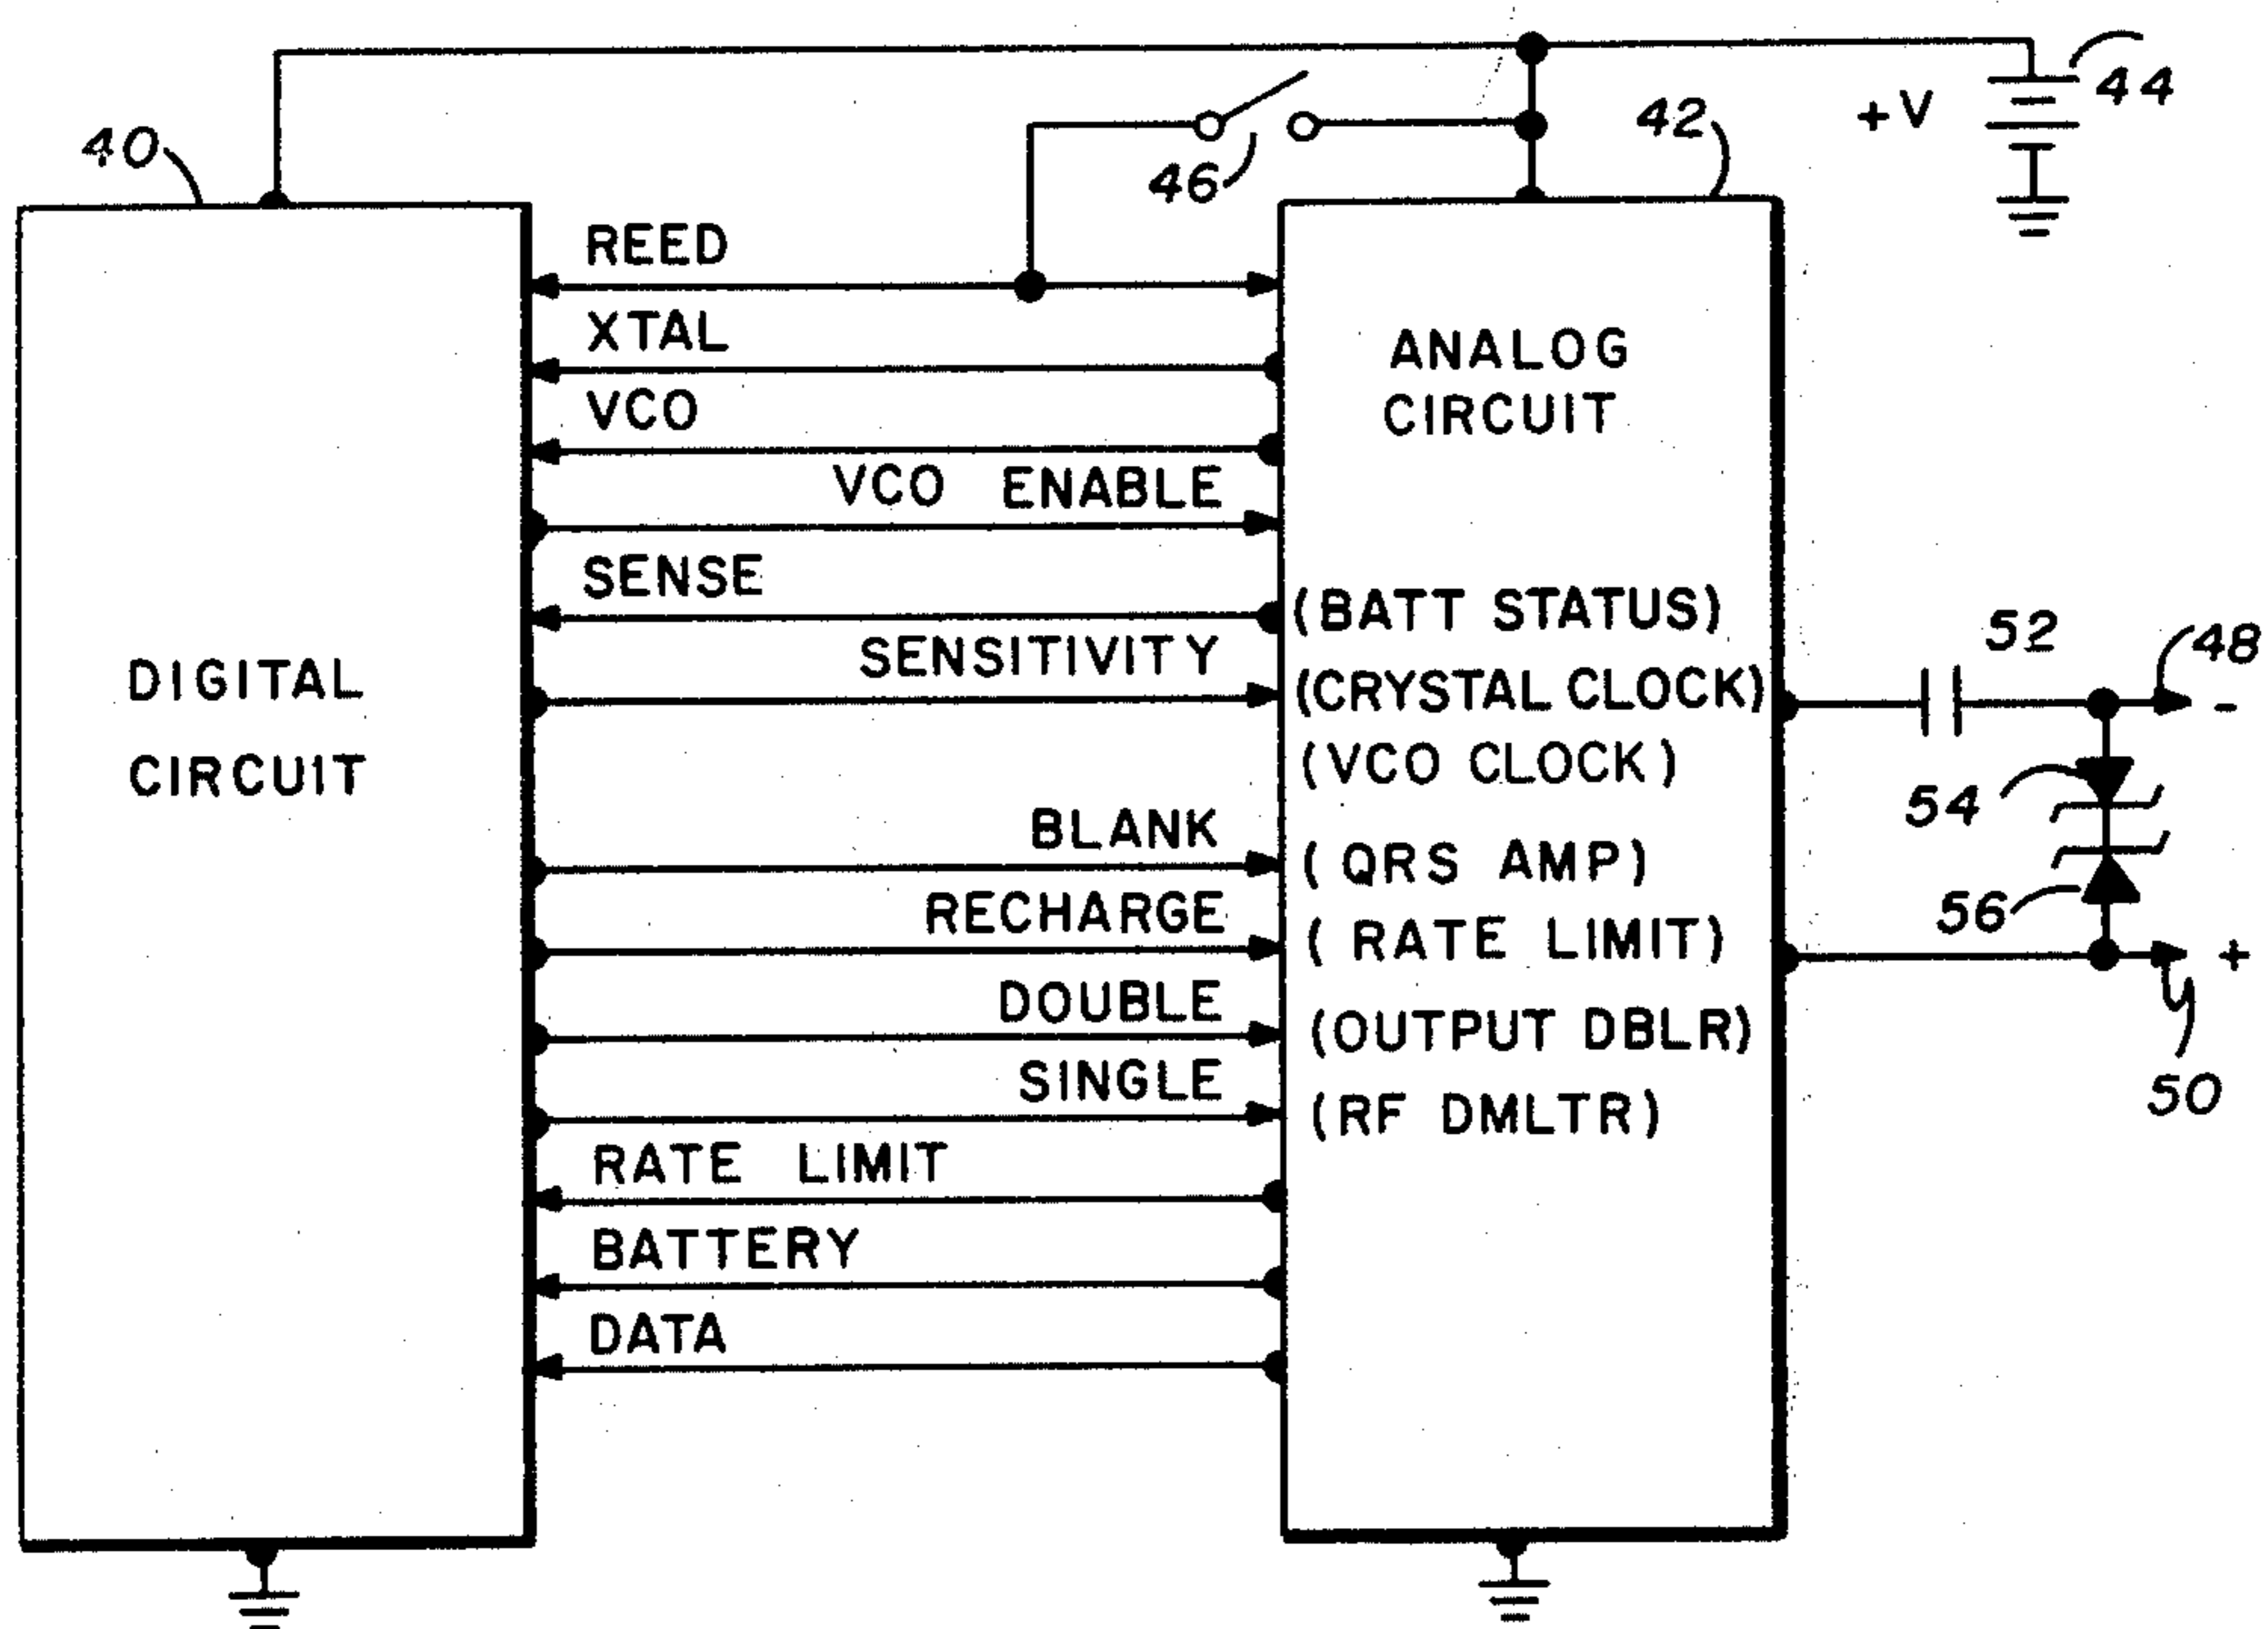 44
+V
42
40
46
REED
XTAL
ANALOG
CIRCUIT
VCO
VCO ENABLE
SENSE
(BATT STATUS)
52
48
SENSITIVITY
DIGITAL
CIRCUIT
(CRYSTAL CLOCK)
-
(VCO CLOCK)
54
BLANK
(QRS AMP)
56
RECHARGE
(RATE LIMIT)
+
DOUBLE
(OUTPUT DBLR)
50
SINGLE
(RF DMLTR)
RATE LIMIT
BATTERY
DATA